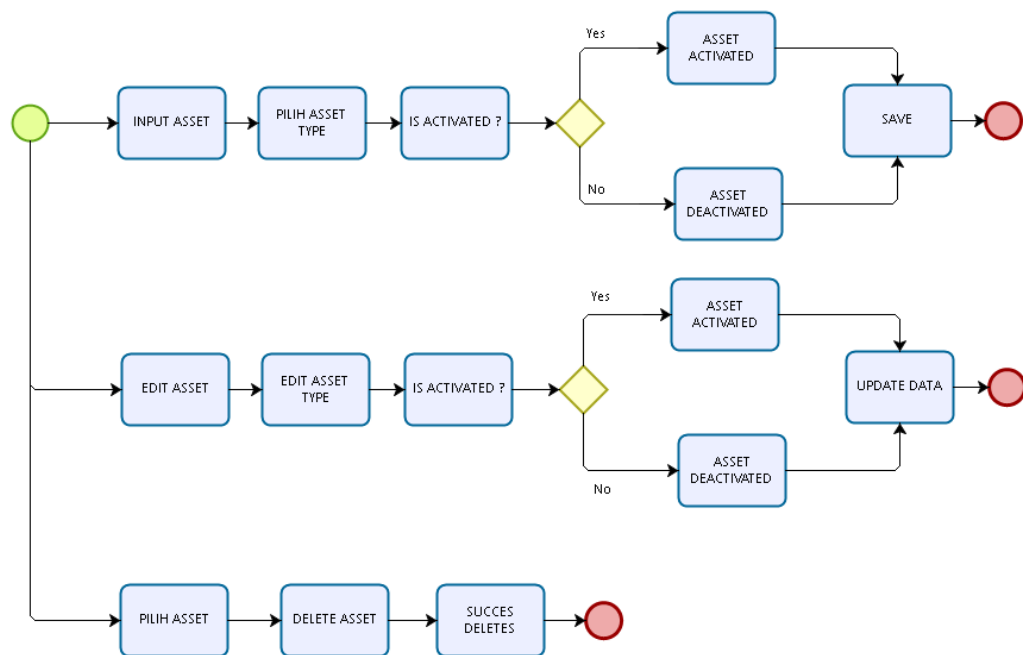 Yes
ASSET
ACTIVATED
INPUT ASSET
PILIH ASSET
TYPE
IS ACTIVATED ?
SAVE
No
ASSET
DEACTIVATED
Yes
ASSET
ACTIVATED
EDIT ASSET
EDIT ASSET
TYPE
IS ACTIVATED ?
UPDATE DATA
No
ASSET
DEACTIVATED
PILIH ASSET
DELETE ASSET
SUCCES
DELETES